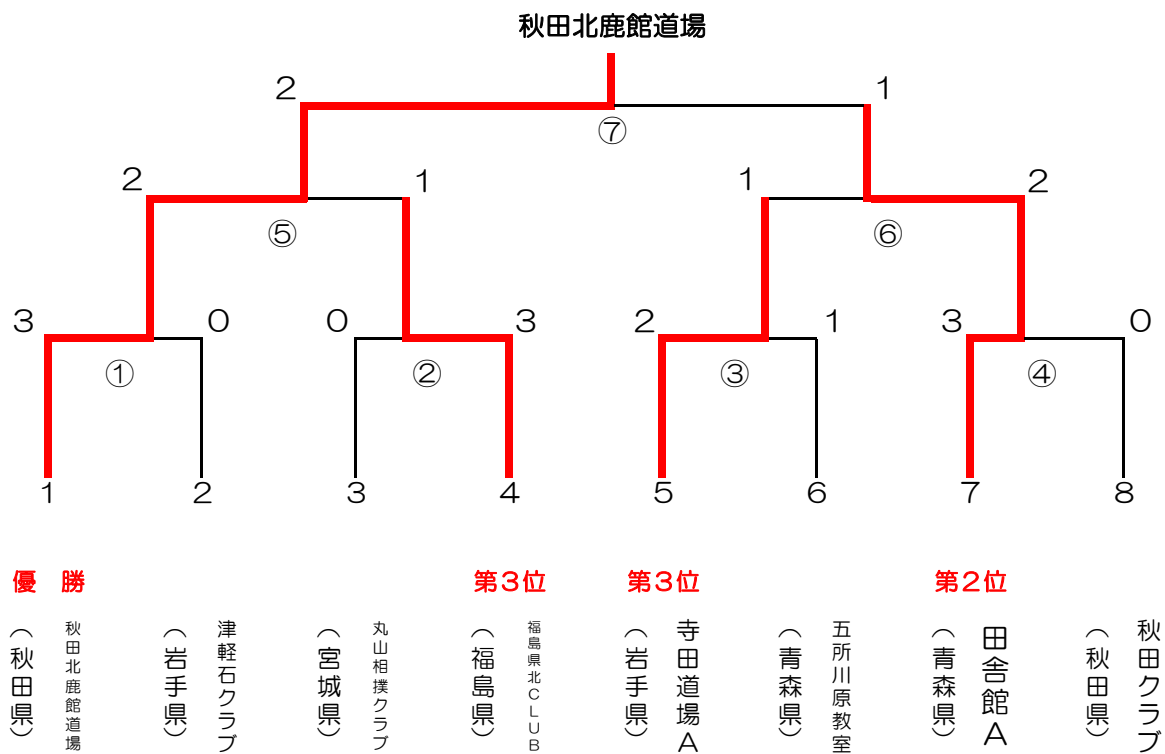 秋田北鹿館道場
2
1
⑦
2
1
1
2
⑤
⑥
3
0
0
3
2
1
3
0
①
②
③
④
1
2
3
4
5
6
7
8
優 勝
第3位
第3位
第2位
秋田北鹿館道場
(秋田県)
津軽石クラブ
(岩手県)
丸山相撲クラブ
(宮城県)
福島県北CLUB
(福島県)
寺田道場A
(岩手県)
五所川原教室
(青森県)
田舎館A
(青森県)
秋田クラブ
(秋田県)